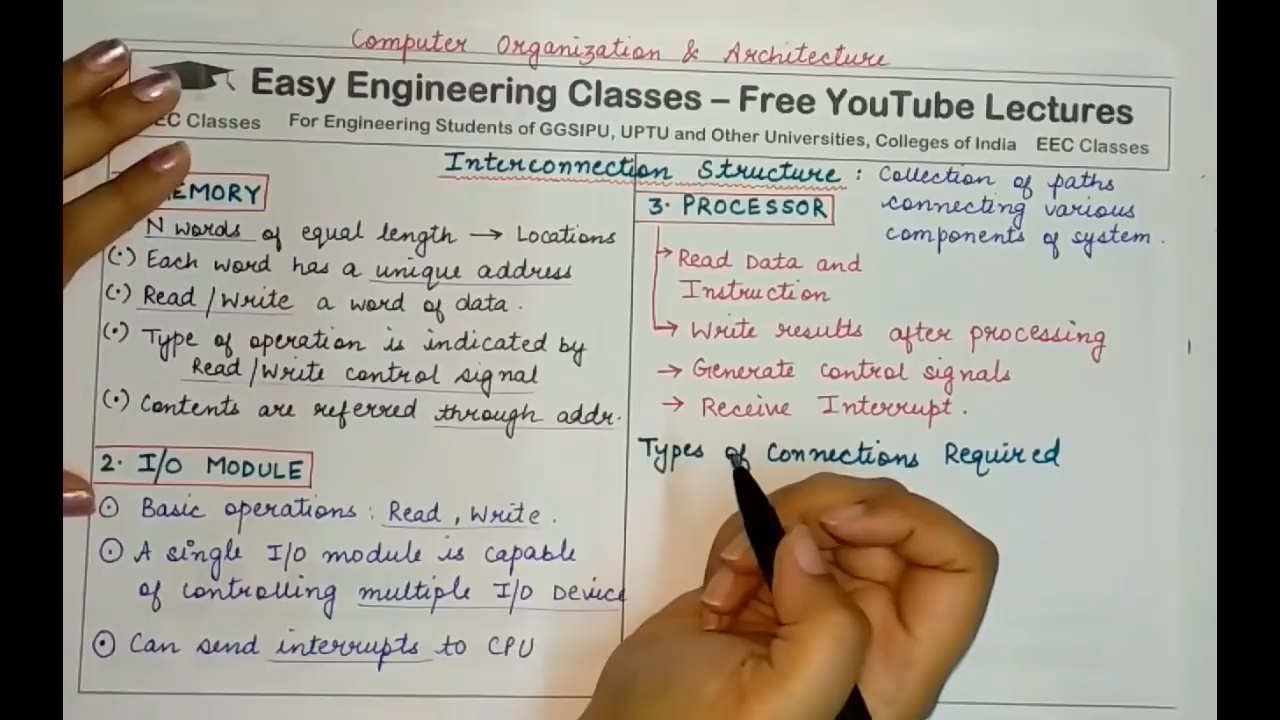 Computer Organization & Architecture
Easy Engineering Classes – Free YouTube Lectures
EC Classes For Engineering Students of GGSIPU, UPTU and Other Universities, Colleges of India EEC Classes
Interconnection Structure : Collection of paths
connecting various
components of system.
EMORY
N words of equal length → Locations
(·) Each word has a unique address
(·) Read/Write a word of data.
(·) Type of operation is indicated by
Read/Write control signal
(·) Contents are referred through addr.
2. I/O MODULE
⊙ Basic operations : Read, Write.
⊙ A single I/O module is capable
of controlling multiple I/O Device
⊙ Can send interrupts to CPU
3. PROCESSOR
→ Read Data and
Instruction
→ Write results after processing
→ Generate control signals
→ Receive Interrupt.
Types of Connections Required